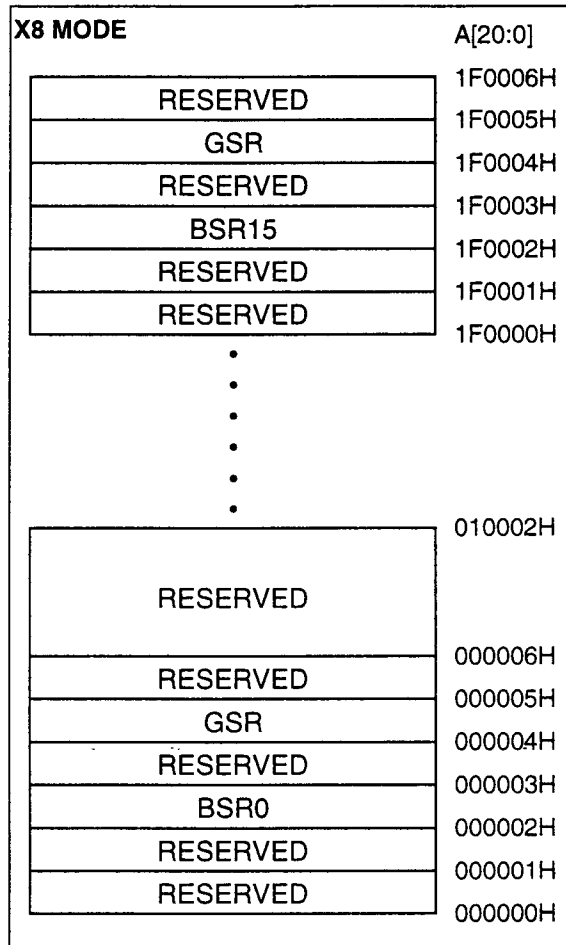 X8 MODE
A[20:0]
1F0006H
RESERVED
1F0005H
GSR
1F0004H
RESERVED
1F0003H
BSR15
1F0002H
RESERVED
1F0001H
RESERVED
1F0000H
010002H
RESERVED
000006H
RESERVED
000005H
GSR
000004H
RESERVED
000003H
BSR0
000002H
RESERVED
000001H
RESERVED
000000H